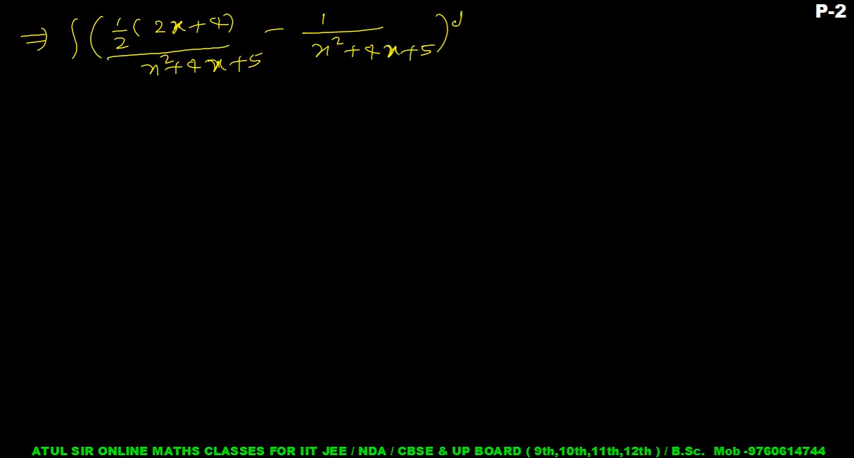 P-2
⇒ ∫ ( ½(2x+4) / x²+4x+5 − 1 / x²+4x+5 ) d
ATUL SIR ONLINE MATHS CLASSES FOR IIT JEE / NDA / CBSE & UP BOARD ( 9th,10th,11th,12th ) / B.Sc. Mob -9760614744